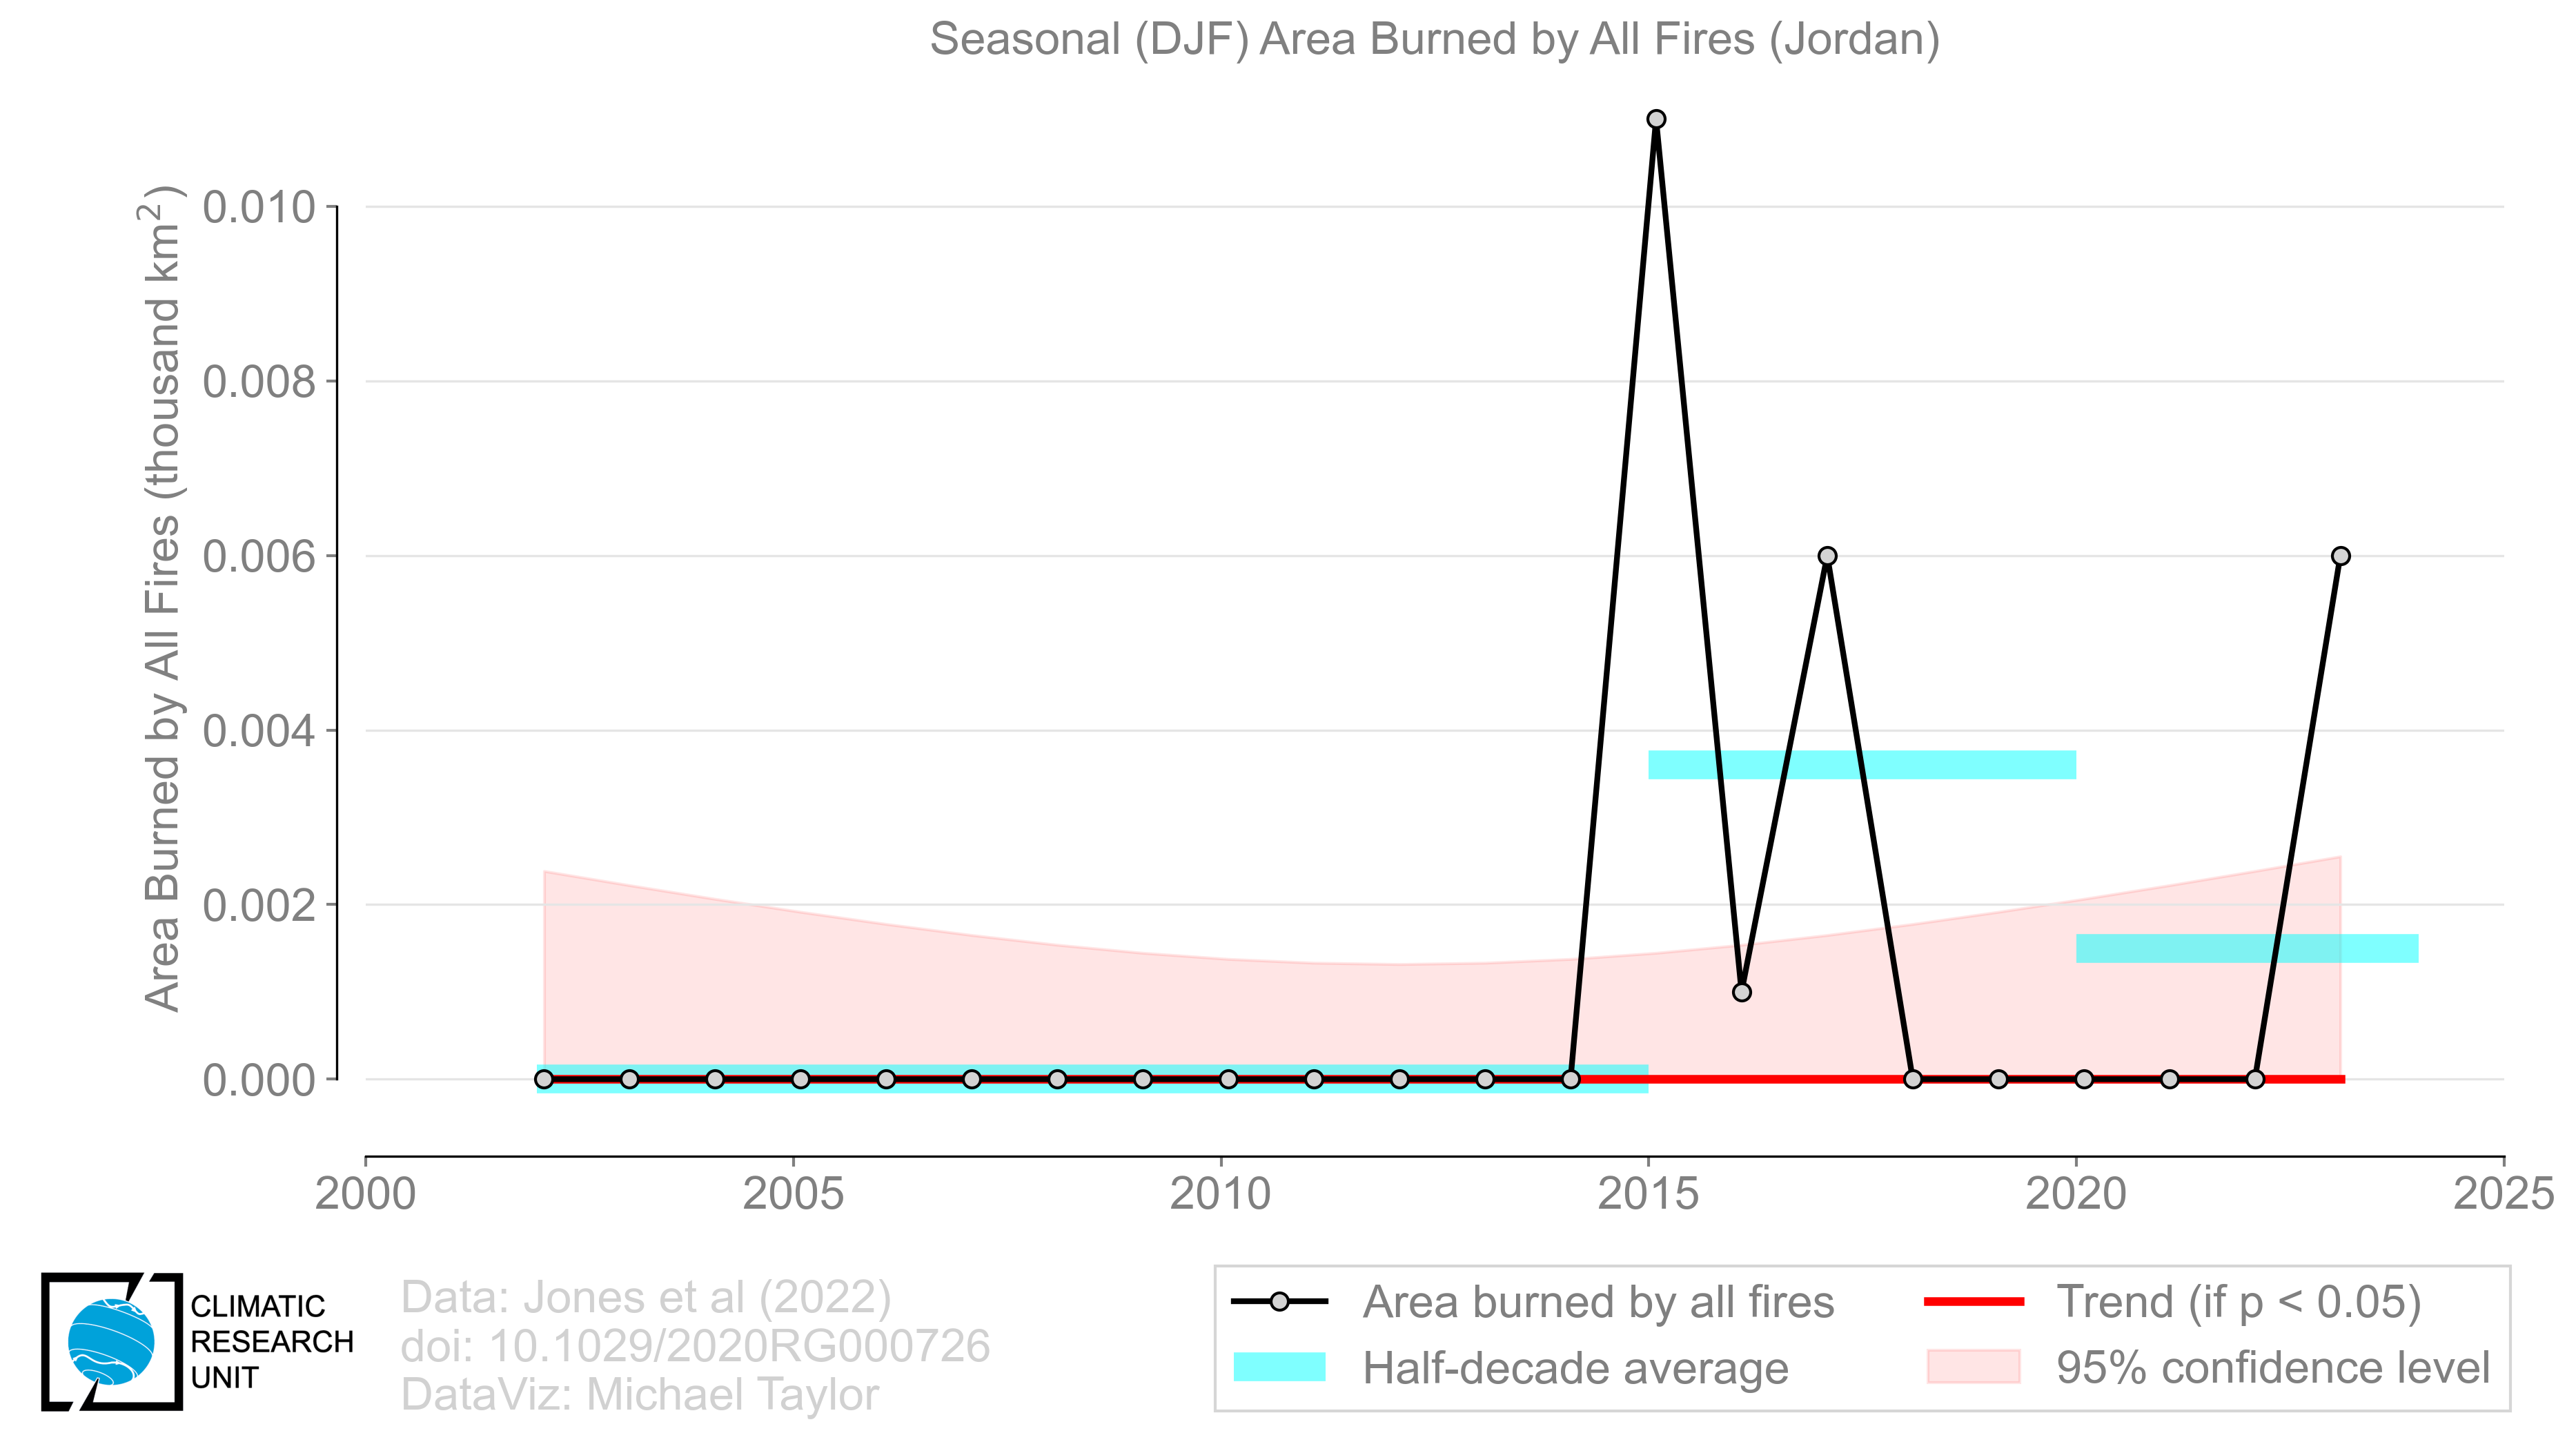 Seasonal (DJF) Area Burned by All Fires (Jordan)
Area Burned by All Fires (thousand km²)
0.010
0.008
0.006
0.004
0.002
0.000
2000 2005 2010 2015 2020 2025
CLIMATIC
RESEARCH
UNIT
Data: Jones et al (2022)
doi: 10.1029/2020RG000726
DataViz: Michael Taylor
Area burned by all fires
Half-decade average
Trend (if p < 0.05)
95% confidence level